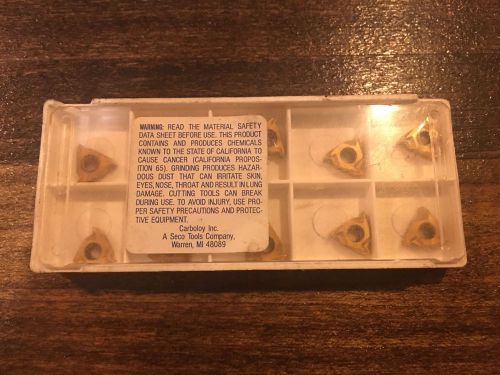 WARNING: READ THE MATERIAL SAFETY
DATA SHEET BEFORE USE. THIS PRODUCT
CONTAINS AND PRODUCES CHEMICALS
KNOWN TO THE STATE OF CALIFORNIA TO
CAUSE CANCER (CALIFORNIA PROPOS-
ITION 65). GRINDING PRODUCES HAZAR-
DOUS DUST THAT CAN IRRITATE SKIN,
EYES, NOSE, THROAT AND RESULT IN LUNG
DAMAGE. CUTTING TOOLS CAN BREAK
DURING USE. TO AVOID INJURY, USE PRO-
PER SAFETY PRECAUTIONS AND PROTEC-
TIVE EQUIPMENT.
Carboloy Inc.
A Seco Tools Company,
Warren, MI 48089